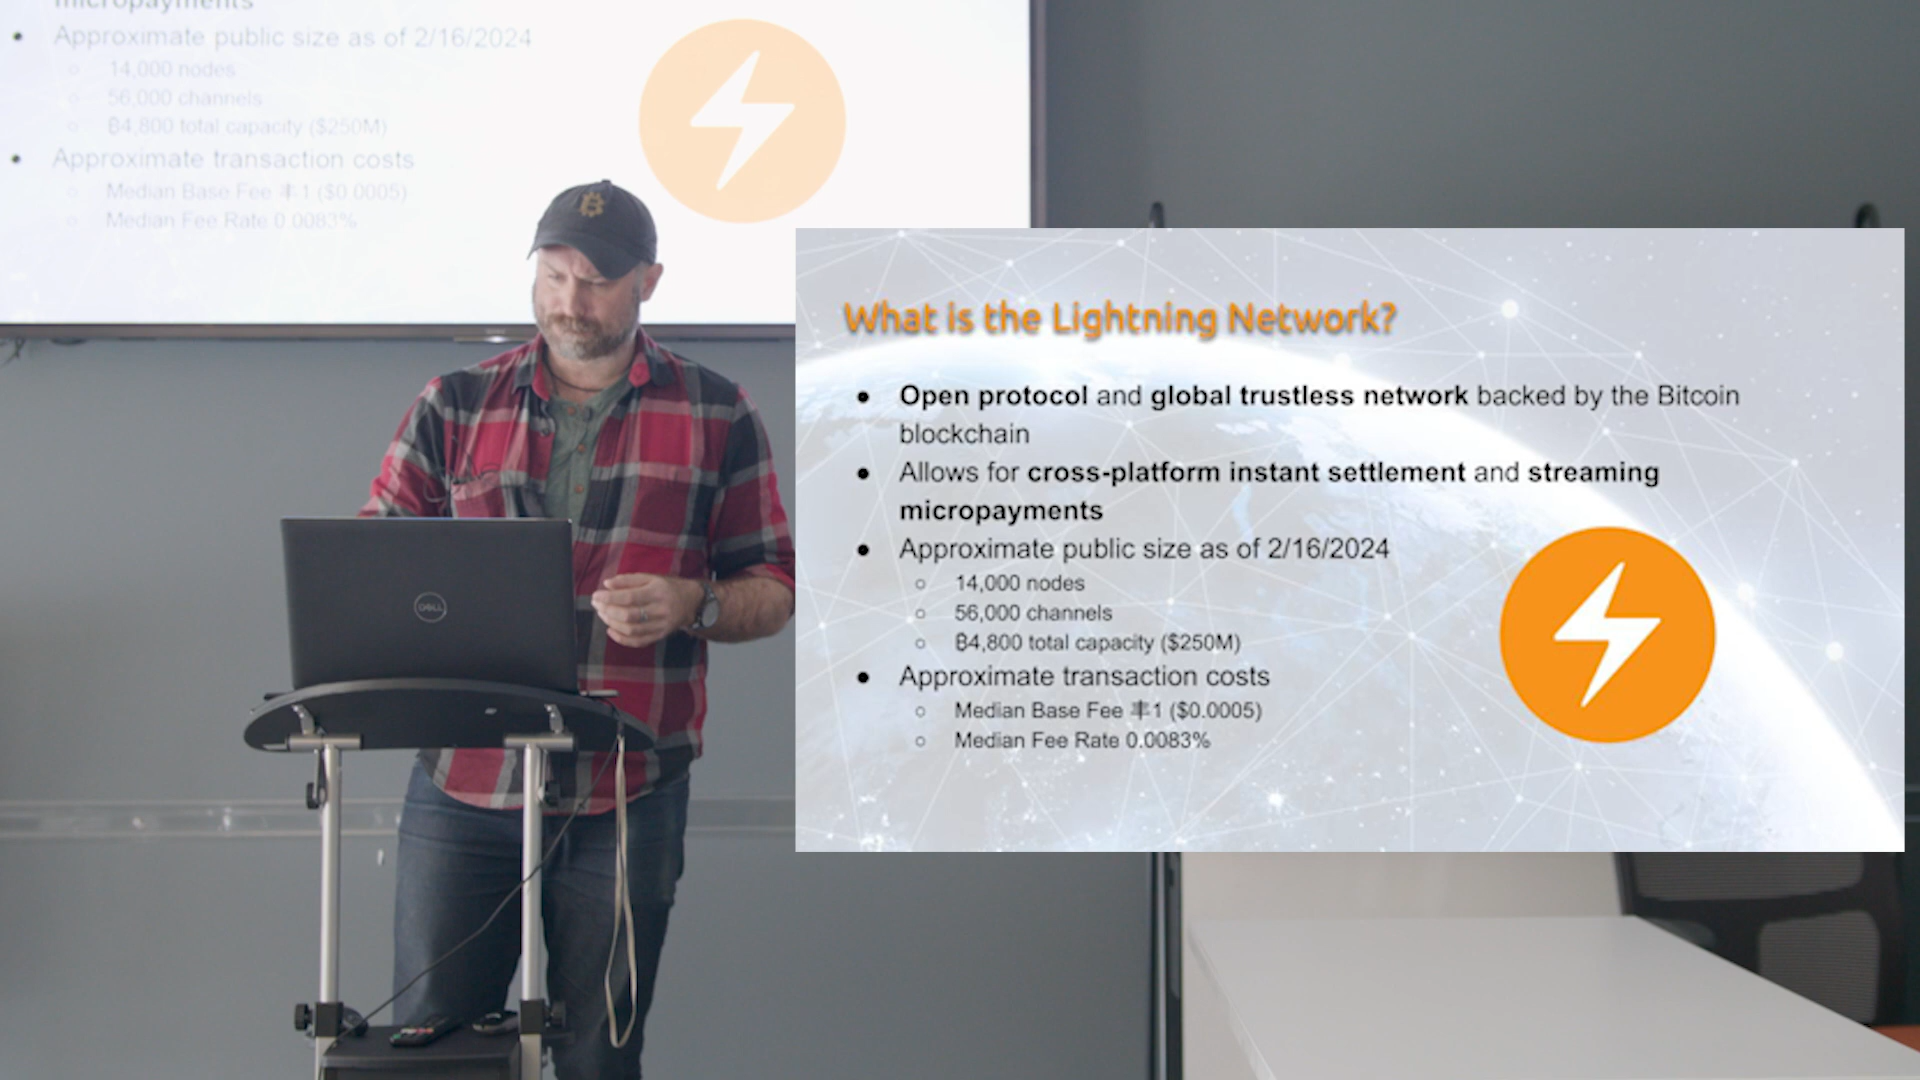 micropayments
• Approximate public size as of 2/16/2024
○ 14,000 nodes
○ 56,000 channels
○ ₿4,800 total capacity ($250M)
• Approximate transaction costs
○ Median Base Fee 丰1 ($0.0005)
○ Median Fee Rate 0.0083%
DELL
What is the Lightning Network?
• Open protocol and global trustless network backed by the Bitcoin
blockchain
• Allows for cross-platform instant settlement and streaming
micropayments
• Approximate public size as of 2/16/2024
○ 14,000 nodes
○ 56,000 channels
○ ₿4,800 total capacity ($250M)
• Approximate transaction costs
○ Median Base Fee 丰1 ($0.0005)
○ Median Fee Rate 0.0083%